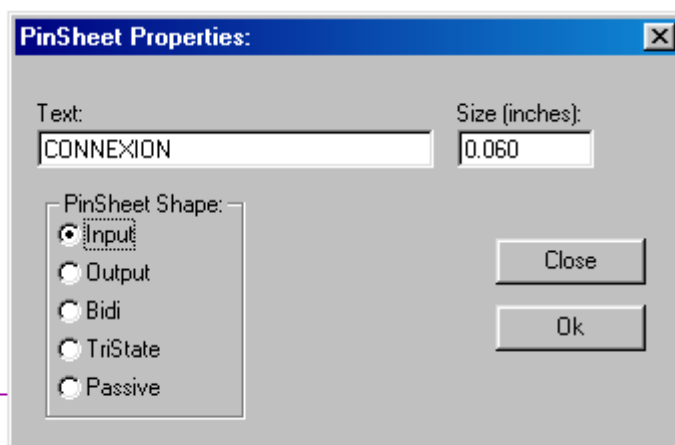 PinSheet Properties:
Text:
Size (inches):
CONNEXION
0.060
PinSheet Shape:
Input
Output
Bidi
TriState
Passive
Close
Ok